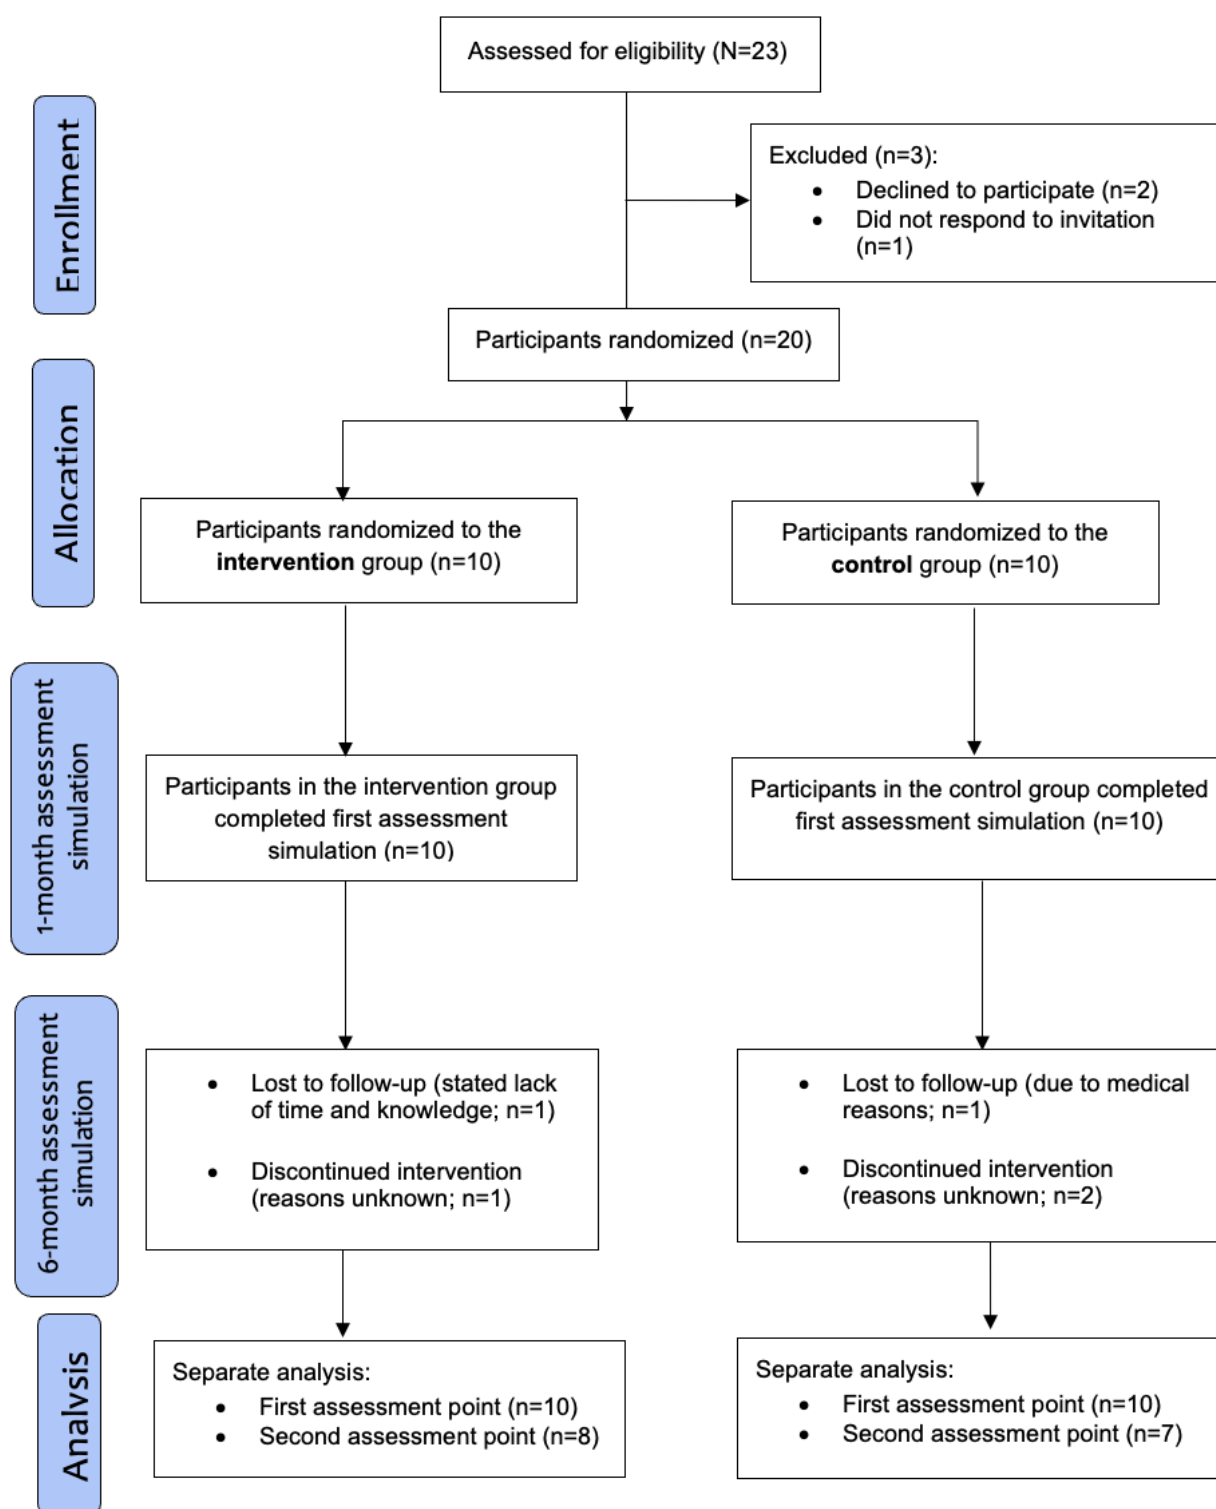 Assessed for eligibility (N=23)
Enrollment
Excluded (n=3):
• Declined to participate (n=2)
• Did not respond to invitation
(n=1)
Participants randomized (n=20)
Allocation
Participants randomized to the
intervention group (n=10)
Participants randomized to the
control group (n=10)
1-month assessment
simulation
Participants in the intervention group
completed first assessment
simulation (n=10)
Participants in the control group completed
first assessment simulation (n=10)
6-month assessment
simulation
• Lost to follow-up (stated lack
of time and knowledge; n=1)
• Discontinued intervention
(reasons unknown; n=1)
• Lost to follow-up (due to medical
reasons; n=1)
• Discontinued intervention
(reasons unknown; n=2)
Analysis
Separate analysis:
• First assessment point (n=10)
• Second assessment point (n=8)
Separate analysis:
• First assessment point (n=10)
• Second assessment point (n=7)